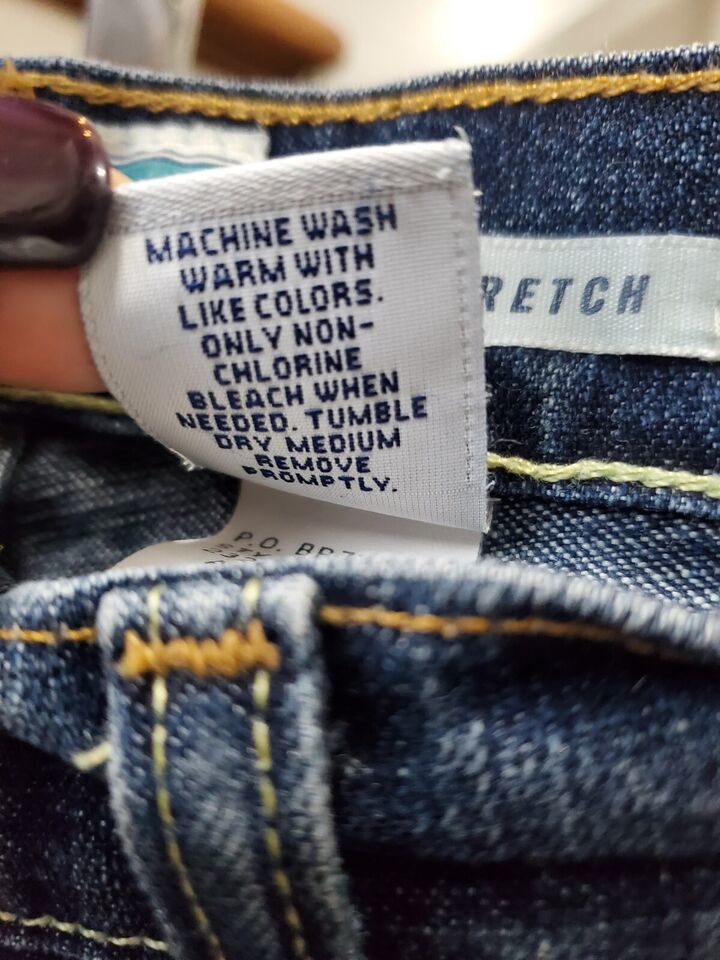 MACHINE WASH
WARM WITH
LIKE COLORS.
ONLY NON-
CHLORINE
BLEACH WHEN
NEEDED. TUMBLE
DRY MEDIUM
REMOVE
PROMPTLY.
RETCH
P.O.